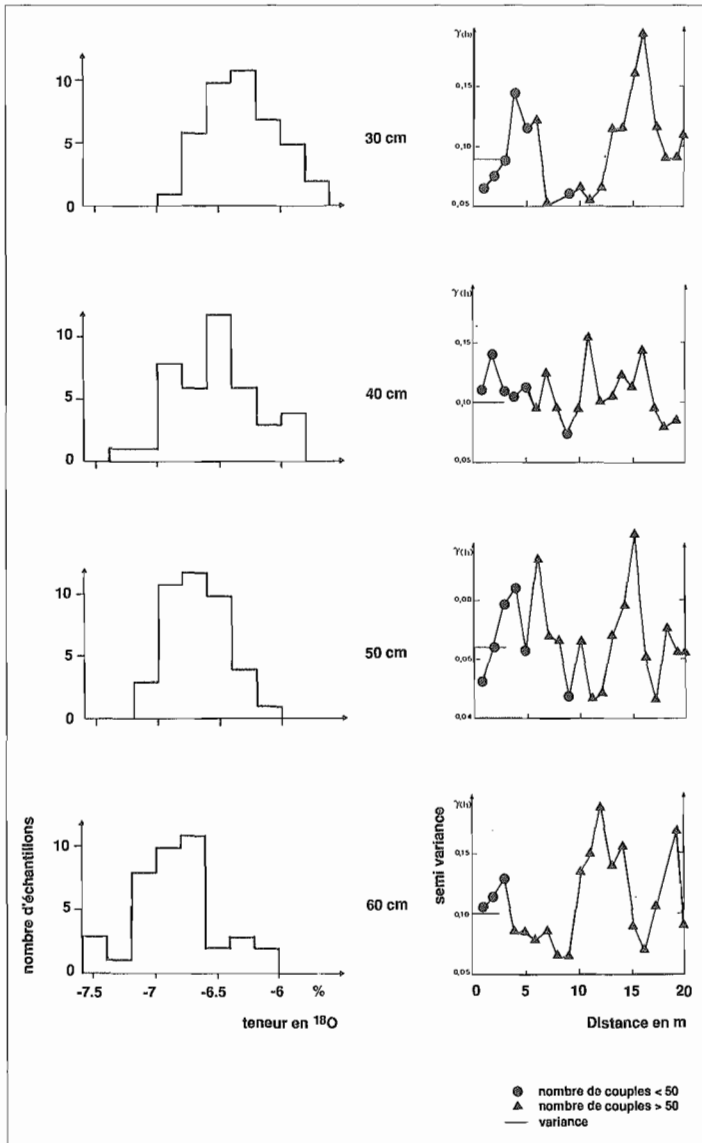 10
5
0
30 cm
γ(h)
0,15
0,10
0,05
10
5
0
40 cm
γ(h)
0,15
0,10
0,05
10
5
0
50 cm
γ(h)
0,08
0,06
0,04
nombre d'échantillons
10
5
0
-7.5 -7 -6.5 -6 %
teneur en ¹⁸O
60 cm
semi variance
γ(h)
0,15
0,10
0,05
0 5 10 15 20
Distance en m
nombre de couples < 50
nombre de couples > 50
variance